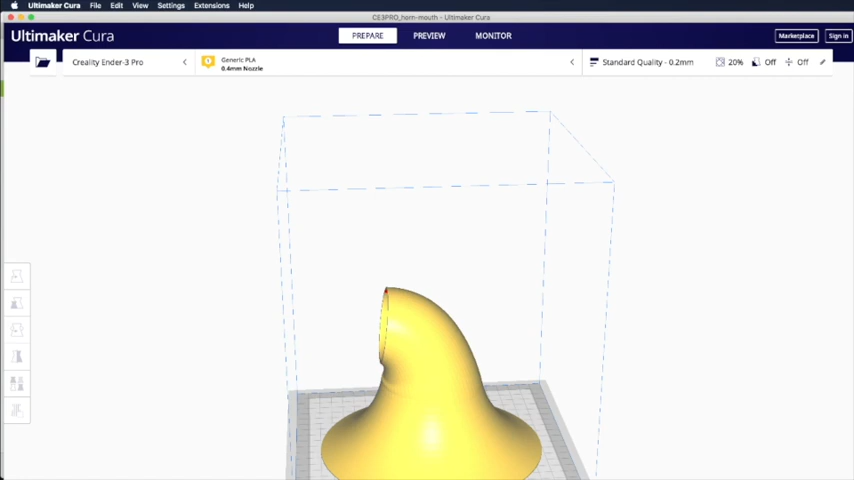 Ultimaker Cura File Edit View Settings Extensions Help
CE3PRO_horn-mouth - Ultimaker Cura
Ultimaker Cura PREPARE PREVIEW MONITOR Marketplace Sign in
Creality Ender-3 Pro Generic PLA Standard Quality - 0.2mm 20% Off Off
0.4mm Nozzle